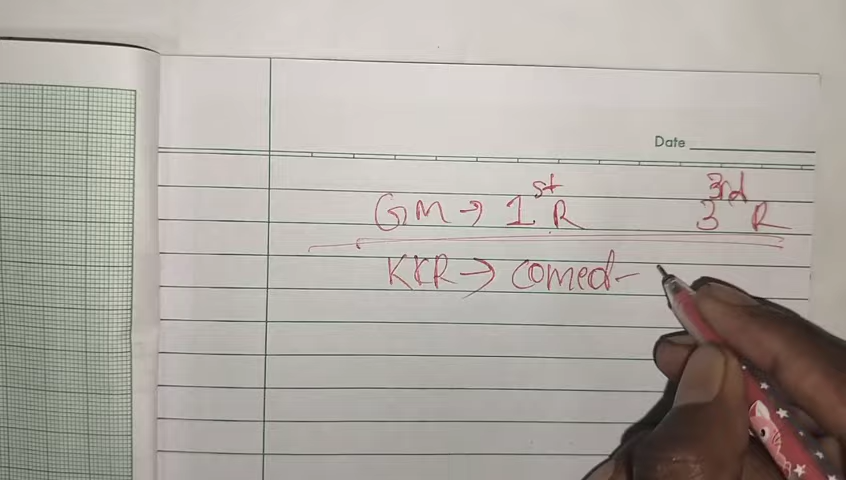 Date
GM → 1st R 3rd R
KKR → comed-